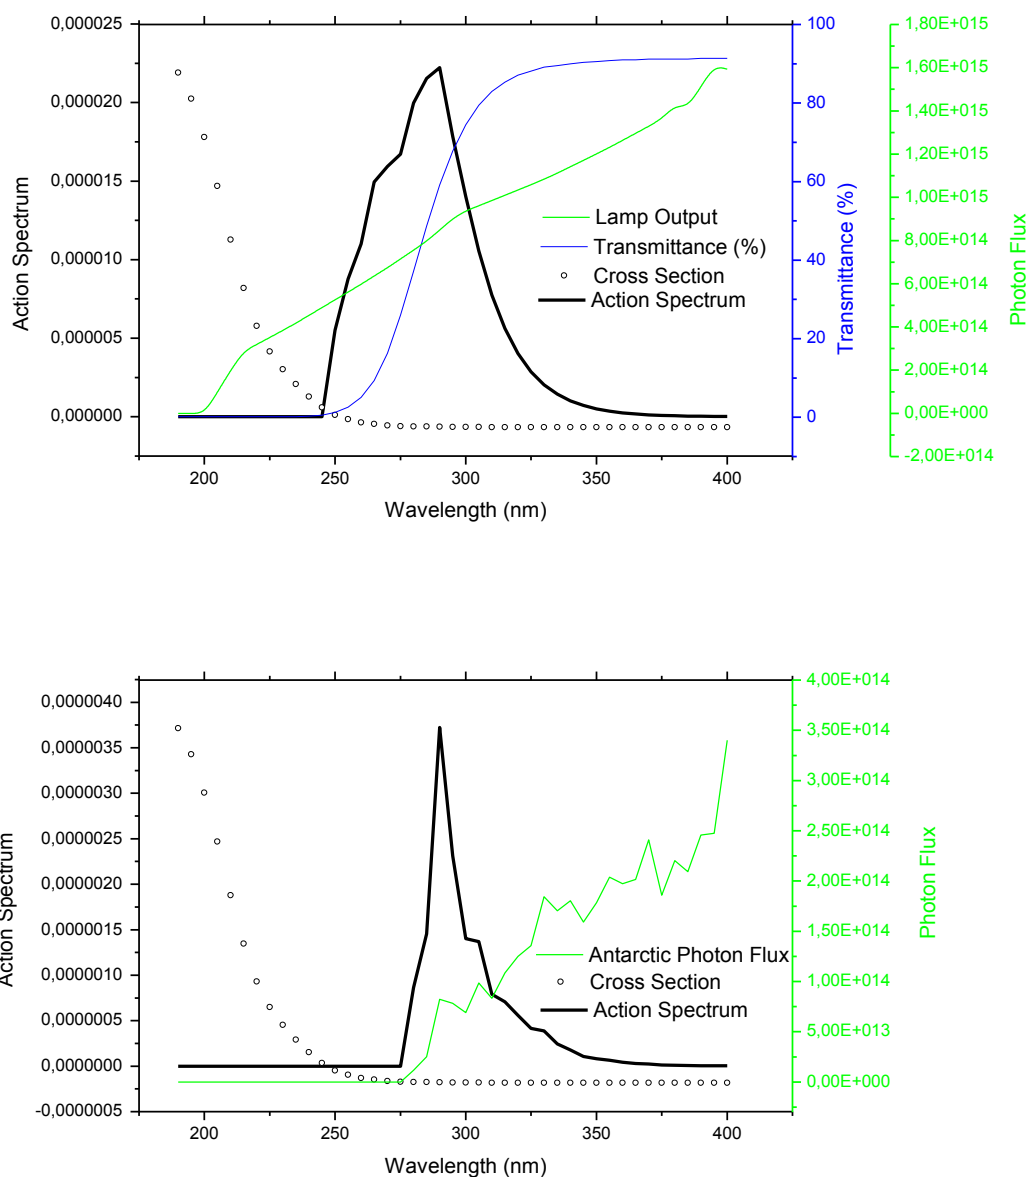 0,000025
0,000020
0,000015
0,000010
0,000005
0,000000
Action Spectrum
200
250
300
350
400
Wavelength (nm)
100
80
60
40
20
0
Transmittance (%)
1,80E+015
1,60E+015
1,40E+015
1,20E+015
1,00E+015
8,00E+014
6,00E+014
4,00E+014
2,00E+014
0,00E+000
-2,00E+014
Photon Flux
Lamp Output
Transmittance (%)
Cross Section
Action Spectrum
0,0000040
0,0000035
0,0000030
0,0000025
0,0000020
0,0000015
0,0000010
0,0000005
0,0000000
-0,0000005
Action Spectrum
200
250
300
350
400
Wavelength (nm)
4,00E+014
3,50E+014
3,00E+014
2,50E+014
2,00E+014
1,50E+014
1,00E+014
5,00E+013
0,00E+000
Photon Flux
Antarctic Photon Flux
Cross Section
Action Spectrum